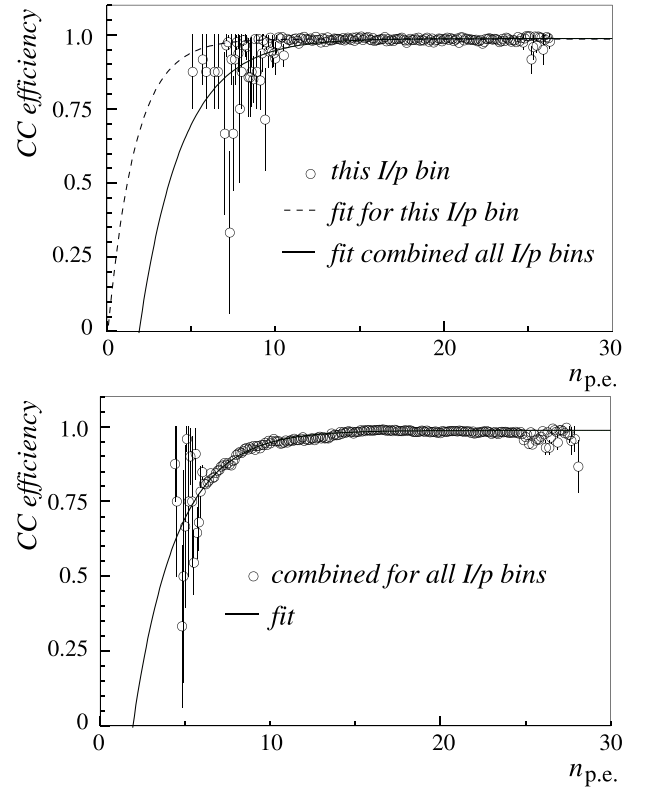 CC efficiency
1.0
0.75
0.5
0.25
0
this I/p bin
fit for this I/p bin
fit combined all I/p bins
0 10 20 30
n p.e.
CC efficiency
1.0
0.75
0.5
0.25
0
combined for all I/p bins
fit
0 10 20 30
n p.e.